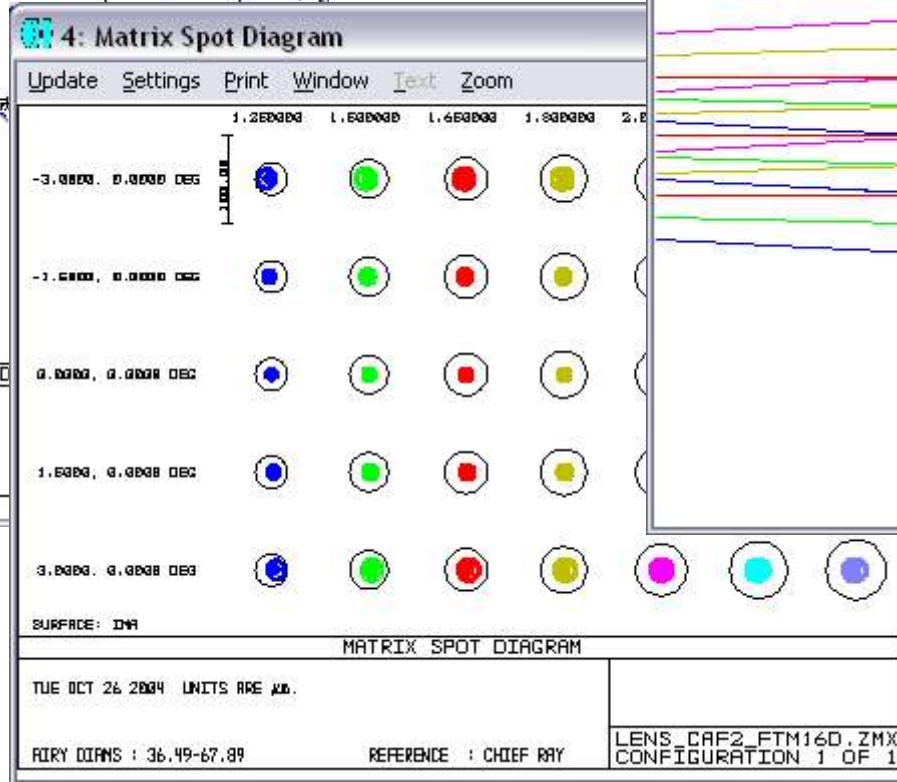 4: Matrix Spot Diagram
Update Settings Print Window Text Zoom
1.250000 1.500000 1.650000 1.800000
-3.0000, 0.0000 DEG
-1.5000, 0.0000 DEG
0.0000, 0.0000 DEG
1.5000, 0.0000 DEG
3.0000, 0.0000 DEG
SURFACE: IMA
MATRIX SPOT DIAGRAM
TUE OCT 26 2004 UNITS ARE µm.
AIRY DIAMS : 36.49-67.89 REFERENCE : CHIEF RAY
LENS_CAF2_FTM16D.ZMX
CONFIGURATION 1 OF 1